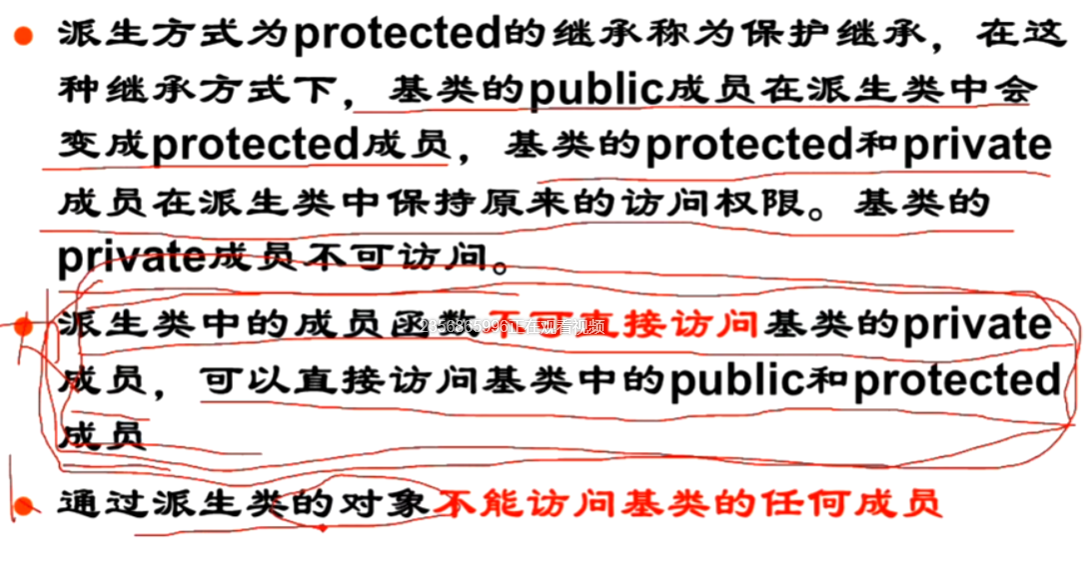 派生方式为protected的继承称为保护继承，在这
种继承方式下，基类的public成员在派生类中会
变成protected成员，基类的protected和private
成员在派生类中保持原来的访问权限。基类的
private成员不可访问。
派生类中的成员函数不可直接访问基类的private
2856865996正在观看视频
成员，可以直接访问基类中的public和protected
成员
通过派生类的对象不能访问基类的任何成员